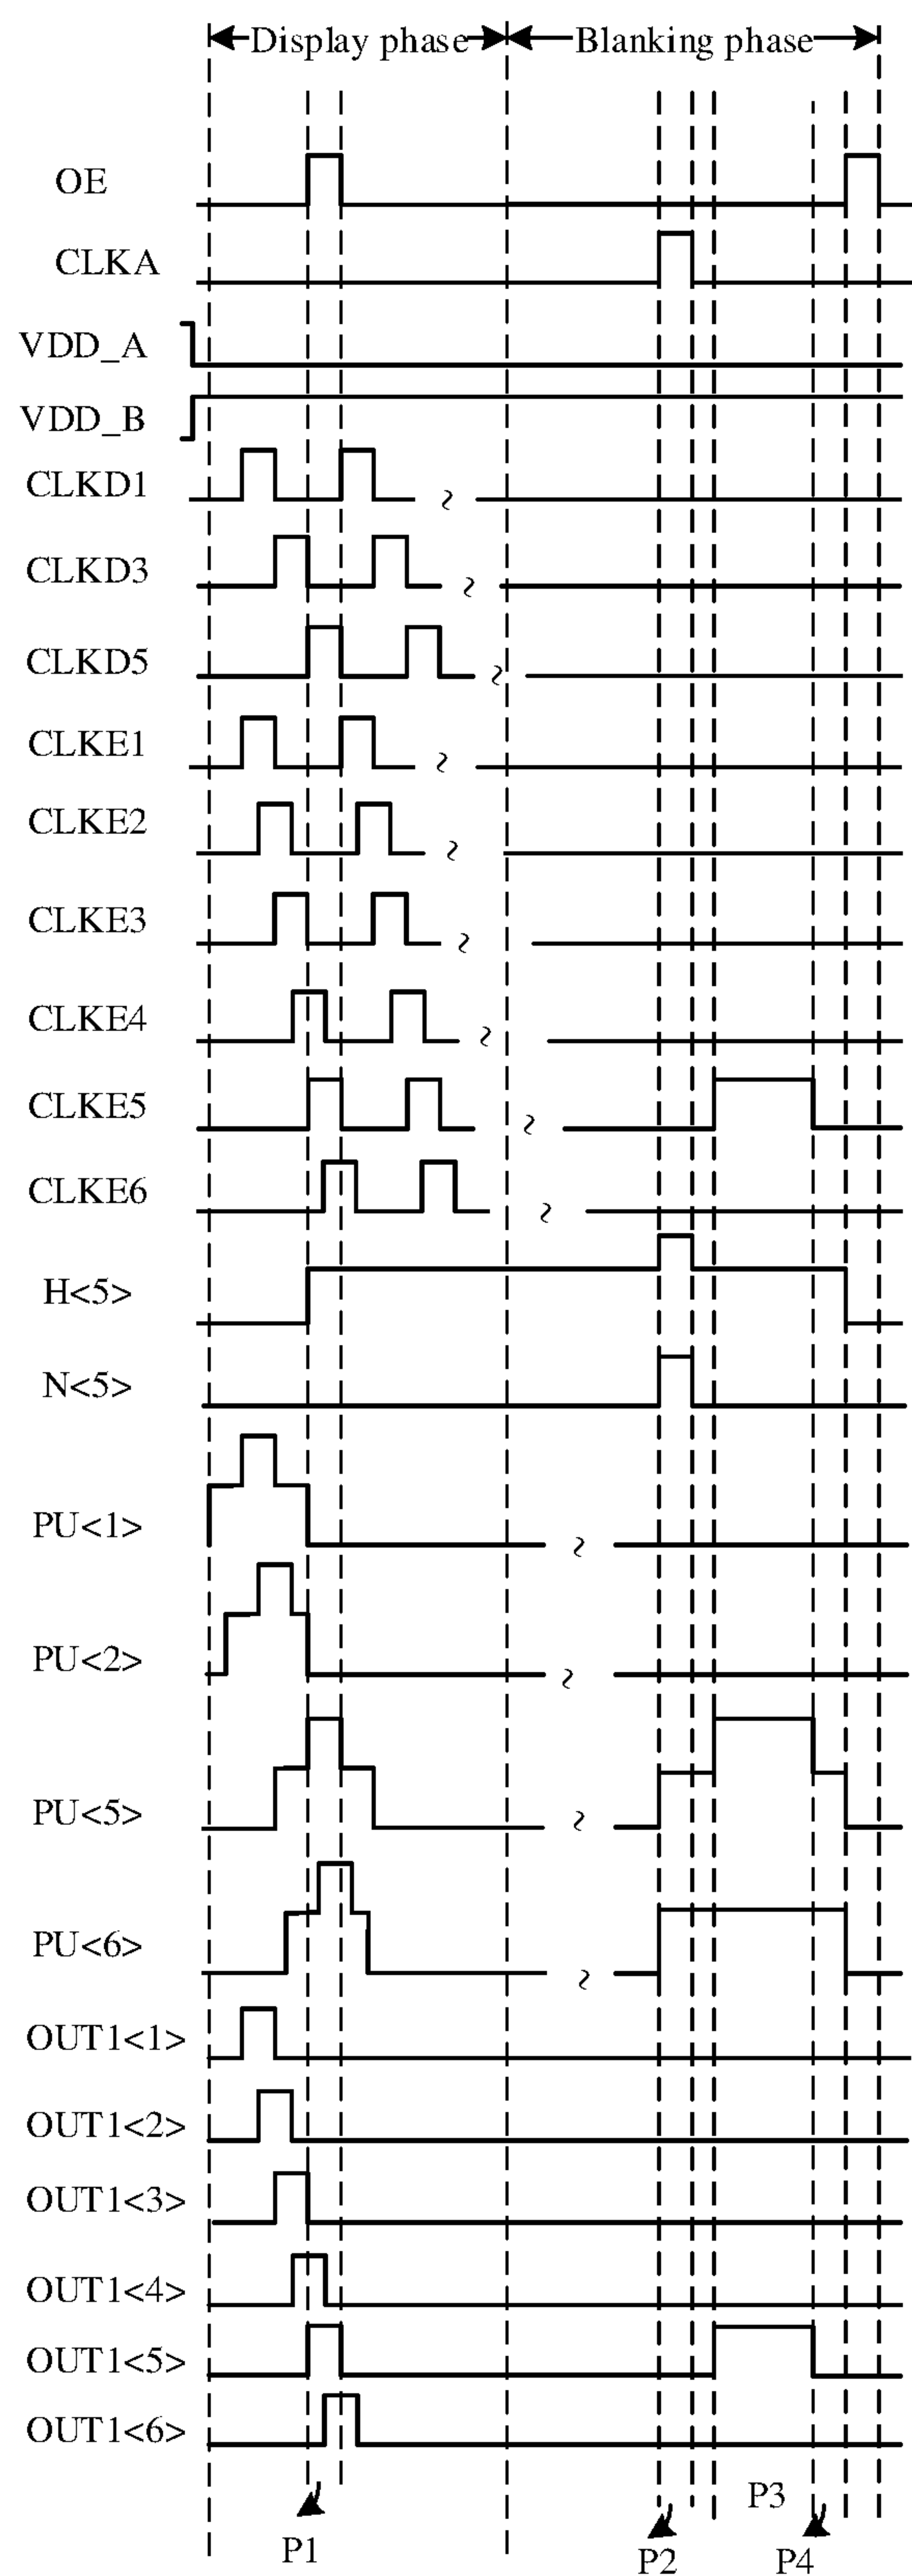 Display phase Blanking phase
OE
CLKA
VDD_A
VDD_B
CLKD1
CLKD3
CLKD5
CLKE1
CLKE2
CLKE3
CLKE4
CLKE5
CLKE6
H<5>
N<5>
PU<1>
PU<2>
PU<5>
PU<6>
OUT1<1>
OUT1<2>
OUT1<3>
OUT1<4>
OUT1<5>
OUT1<6>
P1 P2 P3 P4